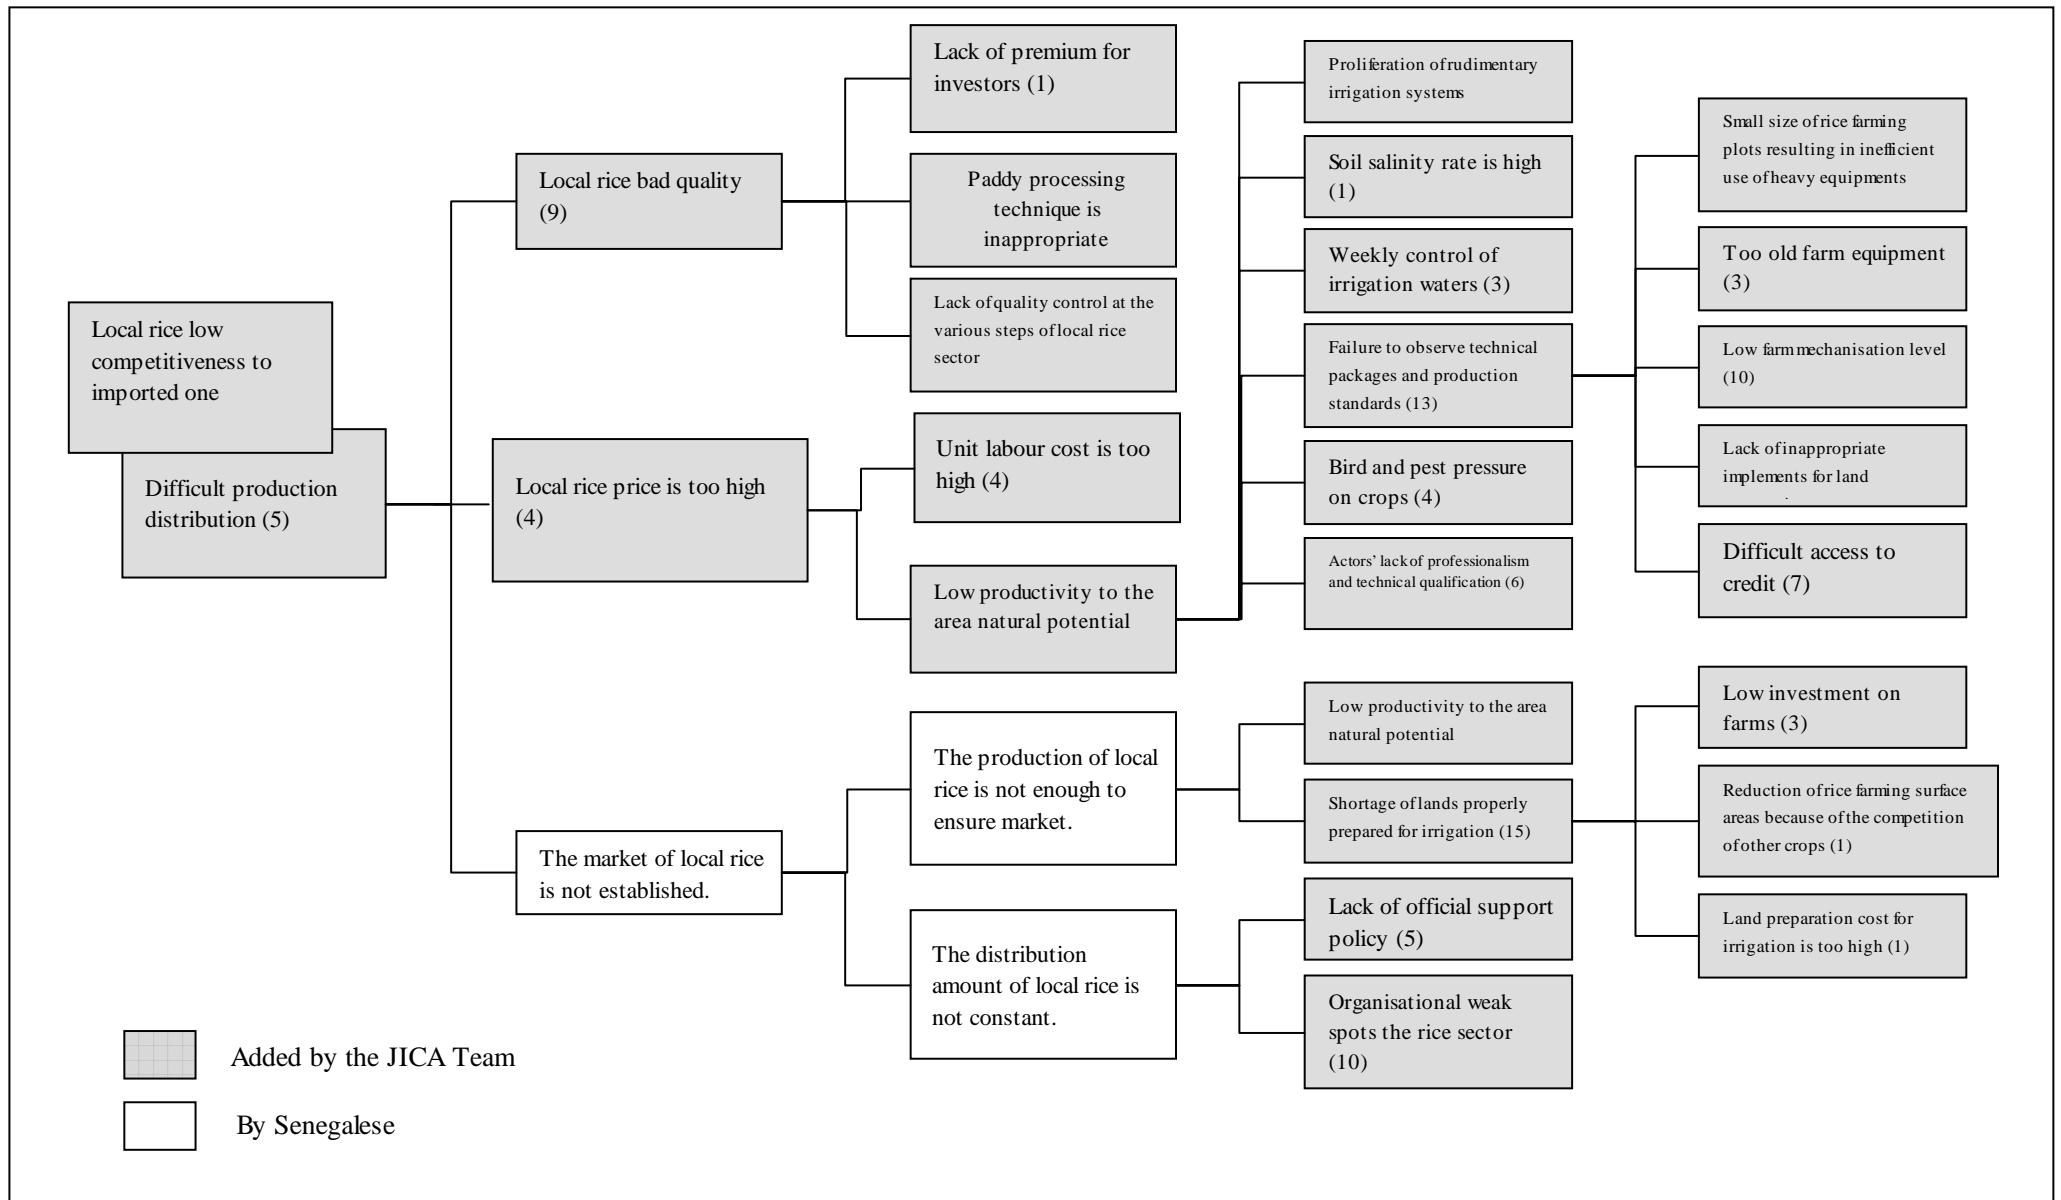 Local rice low
competitiveness to
imported one
Difficult production
distribution (5)
Local rice bad quality
(9)
Local rice price is too high
(4)
The market of local rice
is not established.
Lack of premium for
investors (1)
Paddy processing
technique is
inappropriate
Lack of quality control at the
various steps of local rice
sector
Unit labour cost is too
high (4)
Low productivity to the
area natural potential
The production of local
rice is not enough to
ensure market.
The distribution
amount of local rice is
not constant.
Proliferation of rudimentary
irrigation systems
Soil salinity rate is high
(1)
Weekly control of
irrigation waters (3)
Failure to observe technical
packages and production
standards (13)
Bird and pest pressure
on crops (4)
Actors' lack of professionalism
and technical qualification (6)
Low productivity to the area
natural potential
Shortage of lands properly
prepared for irrigation (15)
Lack of official support
policy (5)
Organisational weak
spots the rice sector
(10)
Small size of rice farming
plots resulting in inefficient
use of heavy equipments
Too old farm equipment
(3)
Low farm mechanisation level
(10)
Lack of inappropriate
implements for land
Difficult access to
credit (7)
Low investment on
farms (3)
Reduction of rice farming surface
areas because of the competition
of other crops (1)
Land preparation cost for
irrigation is too high (1)
Added by the JICA Team
By Senegalese